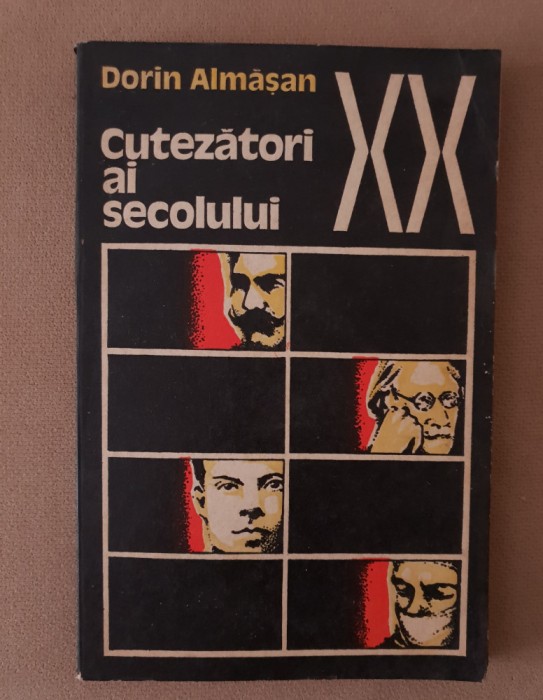 Dorin Almășan
Cutezători
ai
secolului
XX